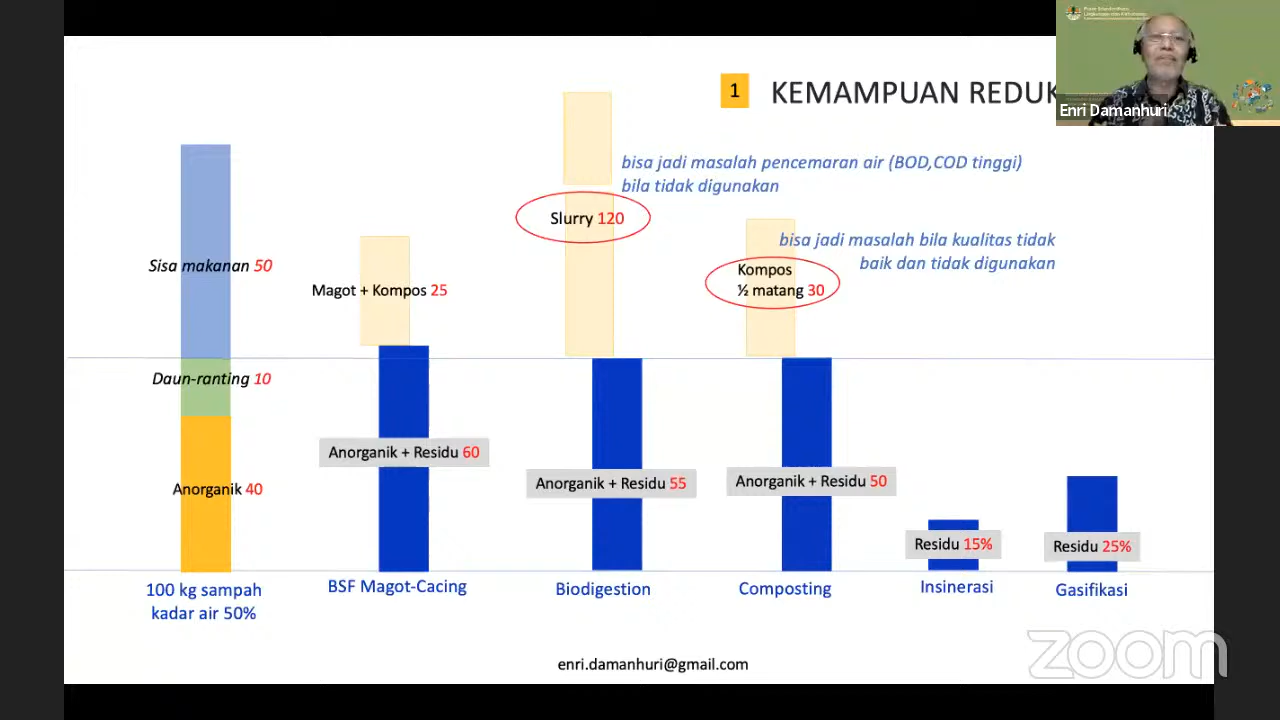 1
KEMAMPUAN REDUK
Enri Damanhuri
bisa jadi masalah pencemaran air (BOD,COD tinggi)
bila tidak digunakan
Slurry 120
bisa jadi masalah bila kualitas tidak
baik dan tidak digunakan
Sisa makanan 50
Kompos
½ matang 30
Magot + Kompos 25
Daun-ranting 10
Anorganik + Residu 60
Anorganik + Residu 55
Anorganik + Residu 50
Anorganik 40
Residu 15%
Residu 25%
100 kg sampah
kadar air 50%
BSF Magot-Cacing
Biodigestion
Composting
Insinerasi
Gasifikasi
enri.damanhuri@gmail.com
zoom